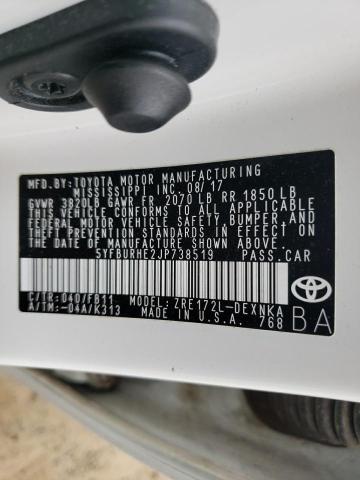 MFD.BY:TOYOTA MOTOR MANUFACTURING
MISSISSIPPI INC. 08/17
GVWR 3820LB GAWR FR 2070 LB RR 1850 LB
THIS VEHICLE CONFORMS TO ALL APPLICABLE
FEDERAL MOTOR VEHICLE SAFETY, BUMPER, AND
THEFT PREVENTION STANDARDS IN EFFECT ON
THE DATE OF MANUFACTURE SHOWN ABOVE.
5YFBURHE2JP738519 PASS.CAR
C/TR:040/FB11 MODEL:ZRE172L-DEXNKA
A/TM:-04A/K313 MADE IN U.S.A. 768
BA